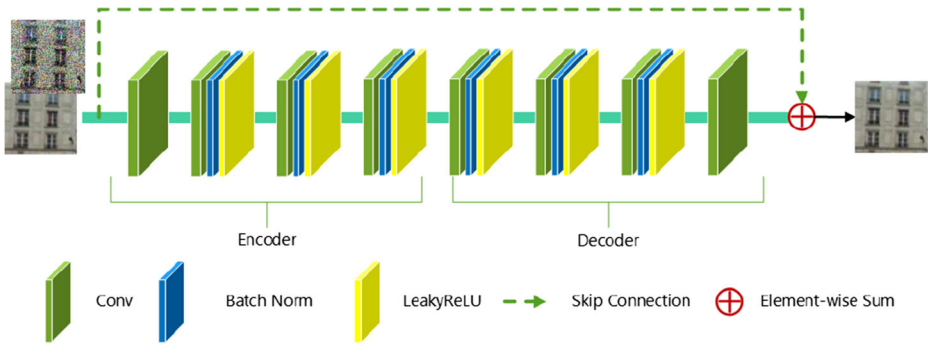 Encoder
Decoder
Conv
Batch Norm
LeakyReLU
Skip Connection
Element-wise Sum